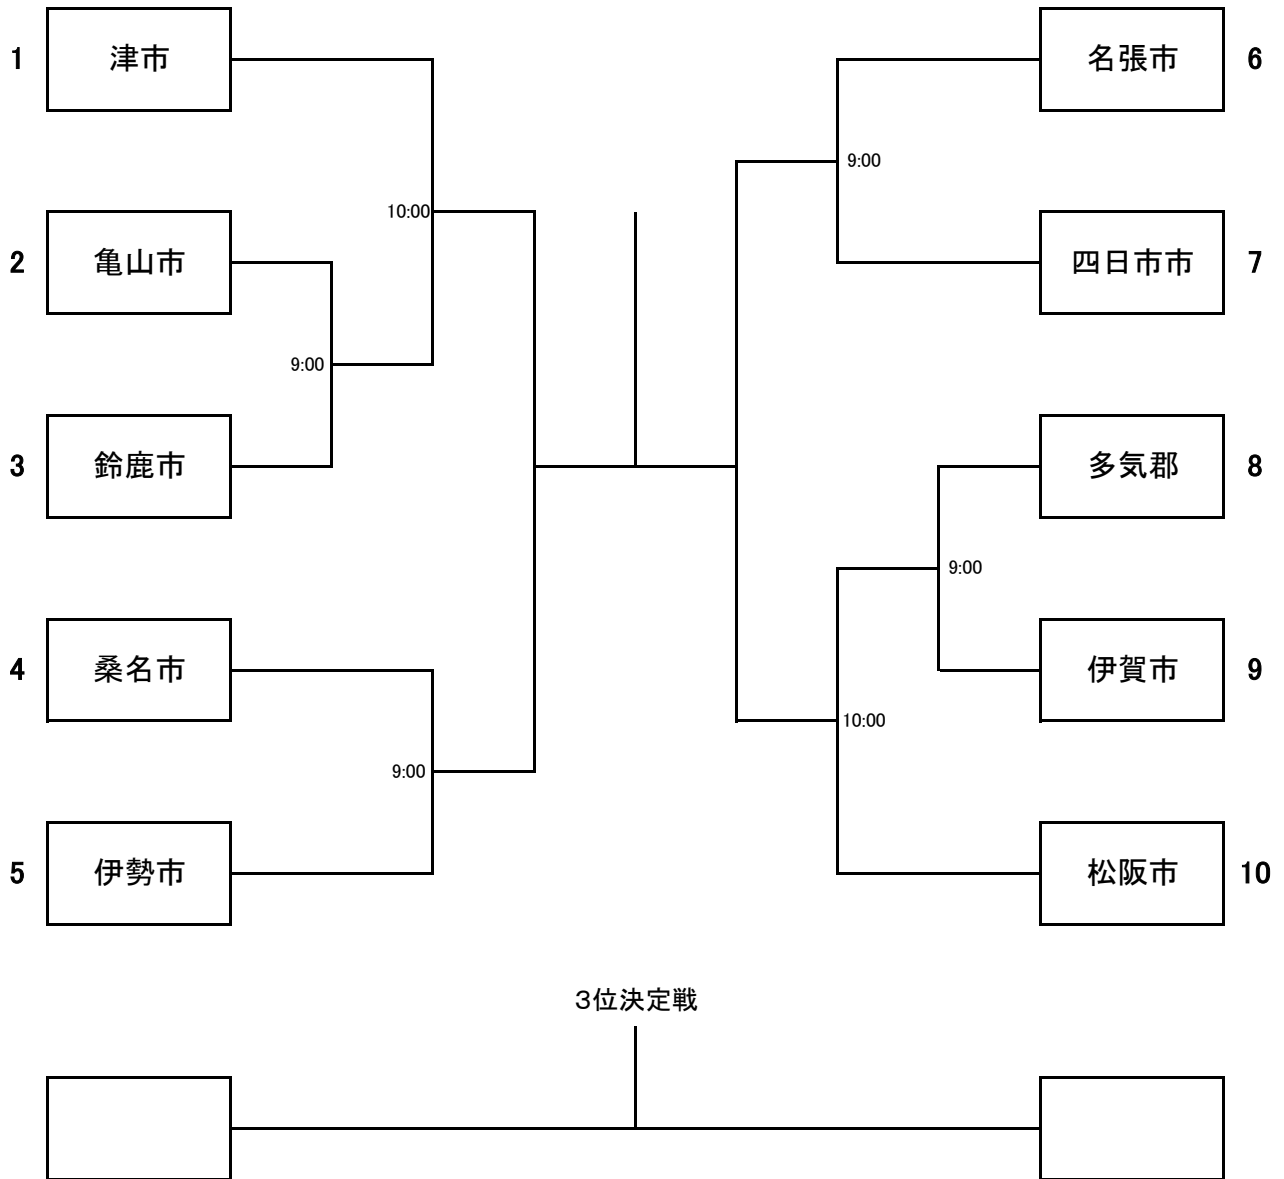 1 津市
2 亀山市
3 鈴鹿市
4 桑名市
5 伊勢市
10:00
9:00
9:00
名張市 6
四日市市 7
多気郡 8
伊賀市 9
松阪市 10
9:00
9:00
10:00
３位決定戦